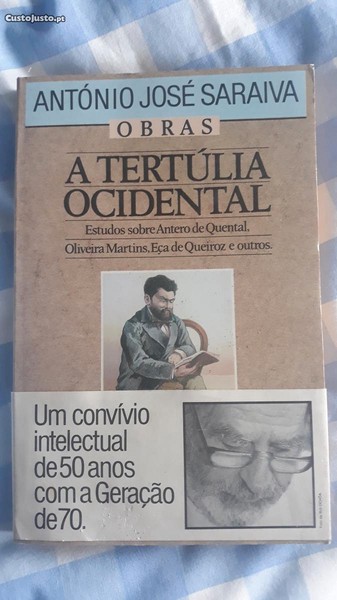 CustoJusto.pt
ANTÓNIO JOSÉ SARAIVA
OBRAS
A TERTÚLIA
OCIDENTAL
Estudos sobre Antero de Quental,
Oliveira Martins, Eça de Queiroz e outros.
Um convívio
intelectual
de 50 anos
com a Geração
de 70.